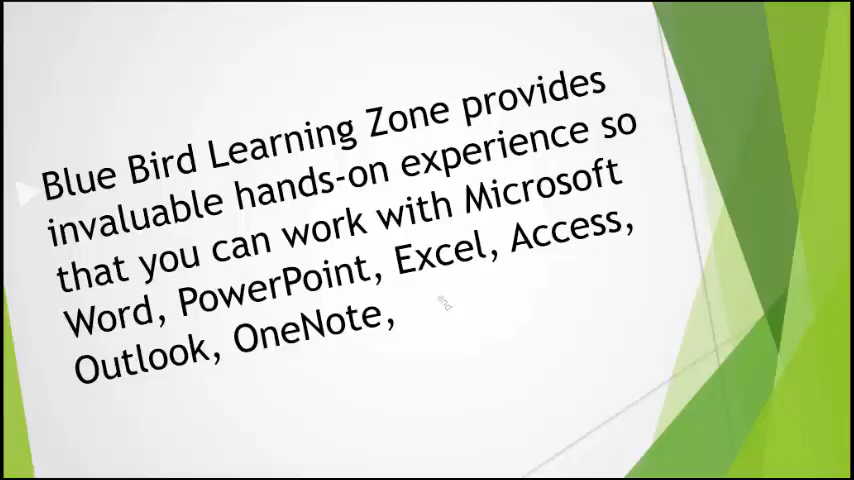 Blue Bird Learning Zone provides
invaluable hands-on experience so
that you can work with Microsoft
Word, PowerPoint, Excel, Access,
Outlook, OneNote, and